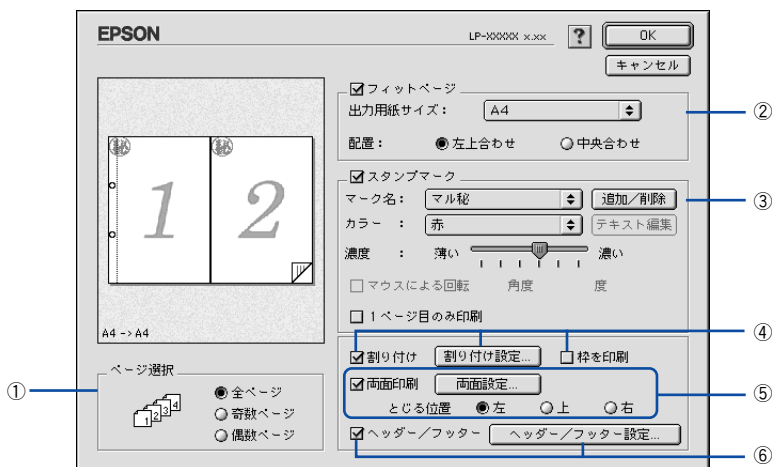 EPSON
LP-XXXXX x.xx
?
OK
キャンセル
㊙
㊙
1
2
A4 -> A4
フィットページ
出力用紙サイズ：
A4
配置：
左上合わせ
中央合わせ
②
スタンプマーク
マーク名：
マル秘
追加／削除
③
カラー ：
赤
テキスト編集
濃度 ：
薄い
濃い
マウスによる回転
角度
度
1ページ目のみ印刷
④
割り付け
割り付け設定...
枠を印刷
ページ選択
①
1 2 3 4
全ページ
奇数ページ
偶数ページ
両面印刷
両面設定...
⑤
とじる位置
左
上
右
ヘッダー／フッター
ヘッダー／フッター設定...
⑥